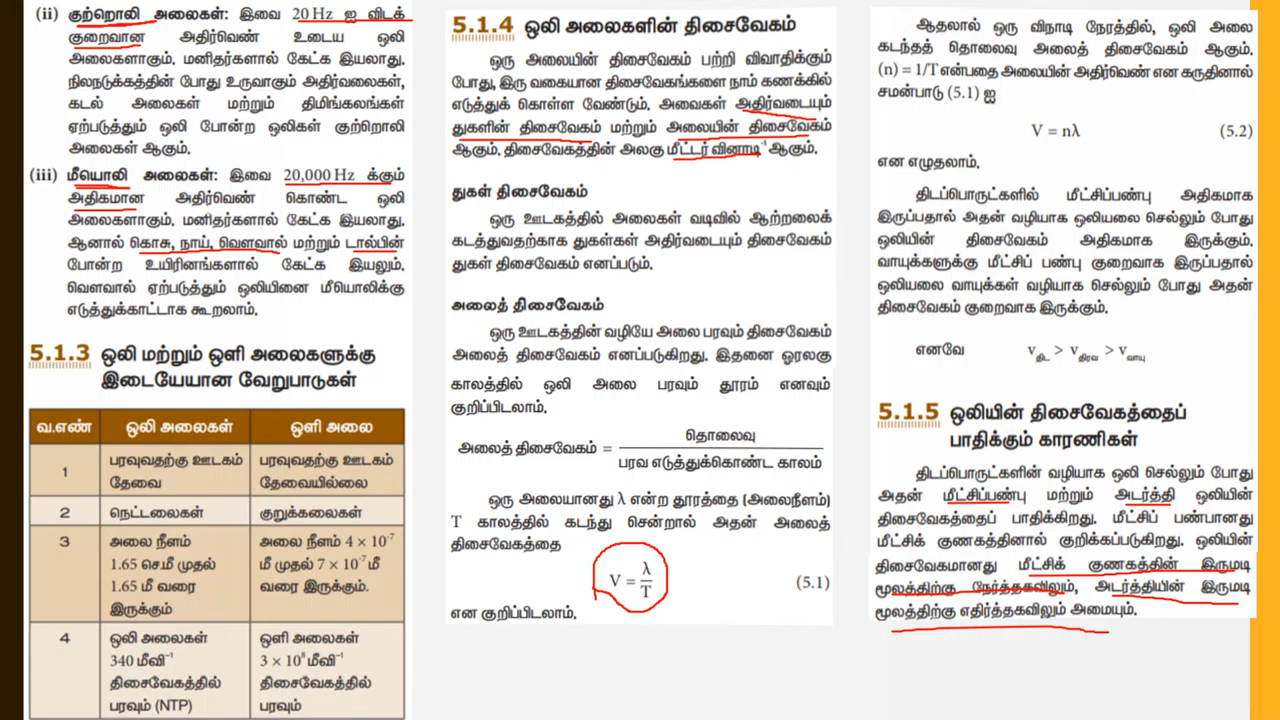 (ii) குற்றொலி அலைகள்: இவை 20 Hz ஐ விடக்
குறைவான அதிர்வெண் உடைய ஒலி
அலைகளாகும். மனிதர்களால் கேட்க இயலாது.
நிலநடுக்கத்தின் போது உருவாகும் அதிர்வலைகள்,
கடல் அலைகள் மற்றும் திமிங்கலங்கள்
ஏற்படுத்தும் ஒலி போன்ற ஒலிகள் குற்றொலி
அலைகள் ஆகும்.
(iii) மீயொலி அலைகள்: இவை 20,000 Hz க்கும்
அதிகமான அதிர்வெண் கொண்ட ஒலி
அலைகளாகும். மனிதர்களால் கேட்க இயலாது.
ஆனால் கொசு, நாய், வௌவால் மற்றும் டால்பின்
போன்ற உயிரினங்களால் கேட்க இயலும்.
வௌவால் ஏற்படுத்தும் ஒலியினை மீயொலிக்கு
எடுத்துக்காட்டாக கூறலாம்.
5.1.3 ஒலி மற்றும் ஒளி அலைகளுக்கு
இடையேயான வேறுபாடுகள்
வ.எண் ஒலி அலைகள் ஒளி அலை
1 பரவுவதற்கு ஊடகம் பரவுவதற்கு ஊடகம்
தேவை தேவையில்லை
2 நெட்டலைகள் குறுக்கலைகள்
3 அலை நீளம் அலை நீளம் 4 × 10⁻⁷
1.65 செ.மீ முதல் மீ முதல் 7 × 10⁻⁷ மீ
1.65 மீ வரை வரை இருக்கும்.
இருக்கும்
4 ஒலி அலைகள் ஒளி அலைகள்
340 மீவி⁻¹ 3 × 10⁸ மீவி⁻¹
திசைவேகத்தில் திசைவேகத்தில்
பரவும் (NTP) பரவும்
5.1.4 ஒலி அலைகளின் திசைவேகம்
ஒரு அலையின் திசைவேகம் பற்றி விவாதிக்கும்
போது, இரு வகையான திசைவேகங்களை நாம் கணக்கில்
எடுத்துக் கொள்ள வேண்டும். அவைகள் அதிர்வடையும்
துகளின் திசைவேகம் மற்றும் அலையின் திசைவேகம்
ஆகும். திசைவேகத்தின் அலகு மீட்டர் வினாடி⁻¹ ஆகும்.
துகள் திசைவேகம்
ஒரு ஊடகத்தில் அலைகள் வடிவில் ஆற்றலைக்
கடத்துவதற்காக துகள்கள் அதிர்வடையும் திசைவேகம்
துகள் திசைவேகம் எனப்படும்.
அலைத் திசைவேகம்
ஒரு ஊடகத்தின் வழியே அலை பரவும் திசைவேகம்
அலைத் திசைவேகம் எனப்படுகிறது. இதனை ஓரலகு
காலத்தில் ஒலி அலை பரவும் தூரம் எனவும்
குறிப்பிடலாம்.
அலைத் திசைவேகம் = தொலைவு
பரவ எடுத்துக்கொண்ட காலம்
ஒரு அலையானது λ என்ற தூரத்தை (அலைநீளம்)
T காலத்தில் கடந்து சென்றால் அதன் அலைத்
திசைவேகத்தை
V = λ/T (5.1)
என குறிப்பிடலாம்.
ஆதலால் ஒரு விநாடி நேரத்தில், ஒலி அலை
கடந்தத் தொலைவு அலைத் திசைவேகம் ஆகும்.
(n) = 1/T என்பதை அலையின் அதிர்வெண் என கருதினால்
சமன்பாடு (5.1) ஐ
V = nλ (5.2)
என எழுதலாம்.
திடப்பொருட்களில் மீட்சிப்பண்பு அதிகமாக
இருப்பதால் அதன் வழியாக ஒலியலை செல்லும் போது
ஒலியின் திசைவேகம் அதிகமாக இருக்கும்.
வாயுக்களுக்கு மீட்சிப் பண்பு குறைவாக இருப்பதால்
ஒலியலை வாயுக்கள் வழியாக செல்லும் போது அதன்
திசைவேகம் குறைவாக இருக்கும்.
எனவே v திட > v திரவ > v வாயு
5.1.5 ஒலியின் திசைவேகத்தைப்
பாதிக்கும் காரணிகள்
திடப்பொருட்களின் வழியாக ஒலி செல்லும் போது
அதன் மீட்சிப்பண்பு மற்றும் அடர்த்தி ஒலியின்
திசைவேகத்தைப் பாதிக்கிறது. மீட்சிப் பண்பானது
மீட்சிக் குணகத்தினால் குறிக்கப்படுகிறது. ஒலியின்
திசைவேகமானது மீட்சிக் குணகத்தின் இருமடி
மூலத்திற்கு நேர்த்தகவிலும், அடர்த்தியின் இருமடி
மூலத்திற்கு எதிர்த்தகவிலும் அமையும்.